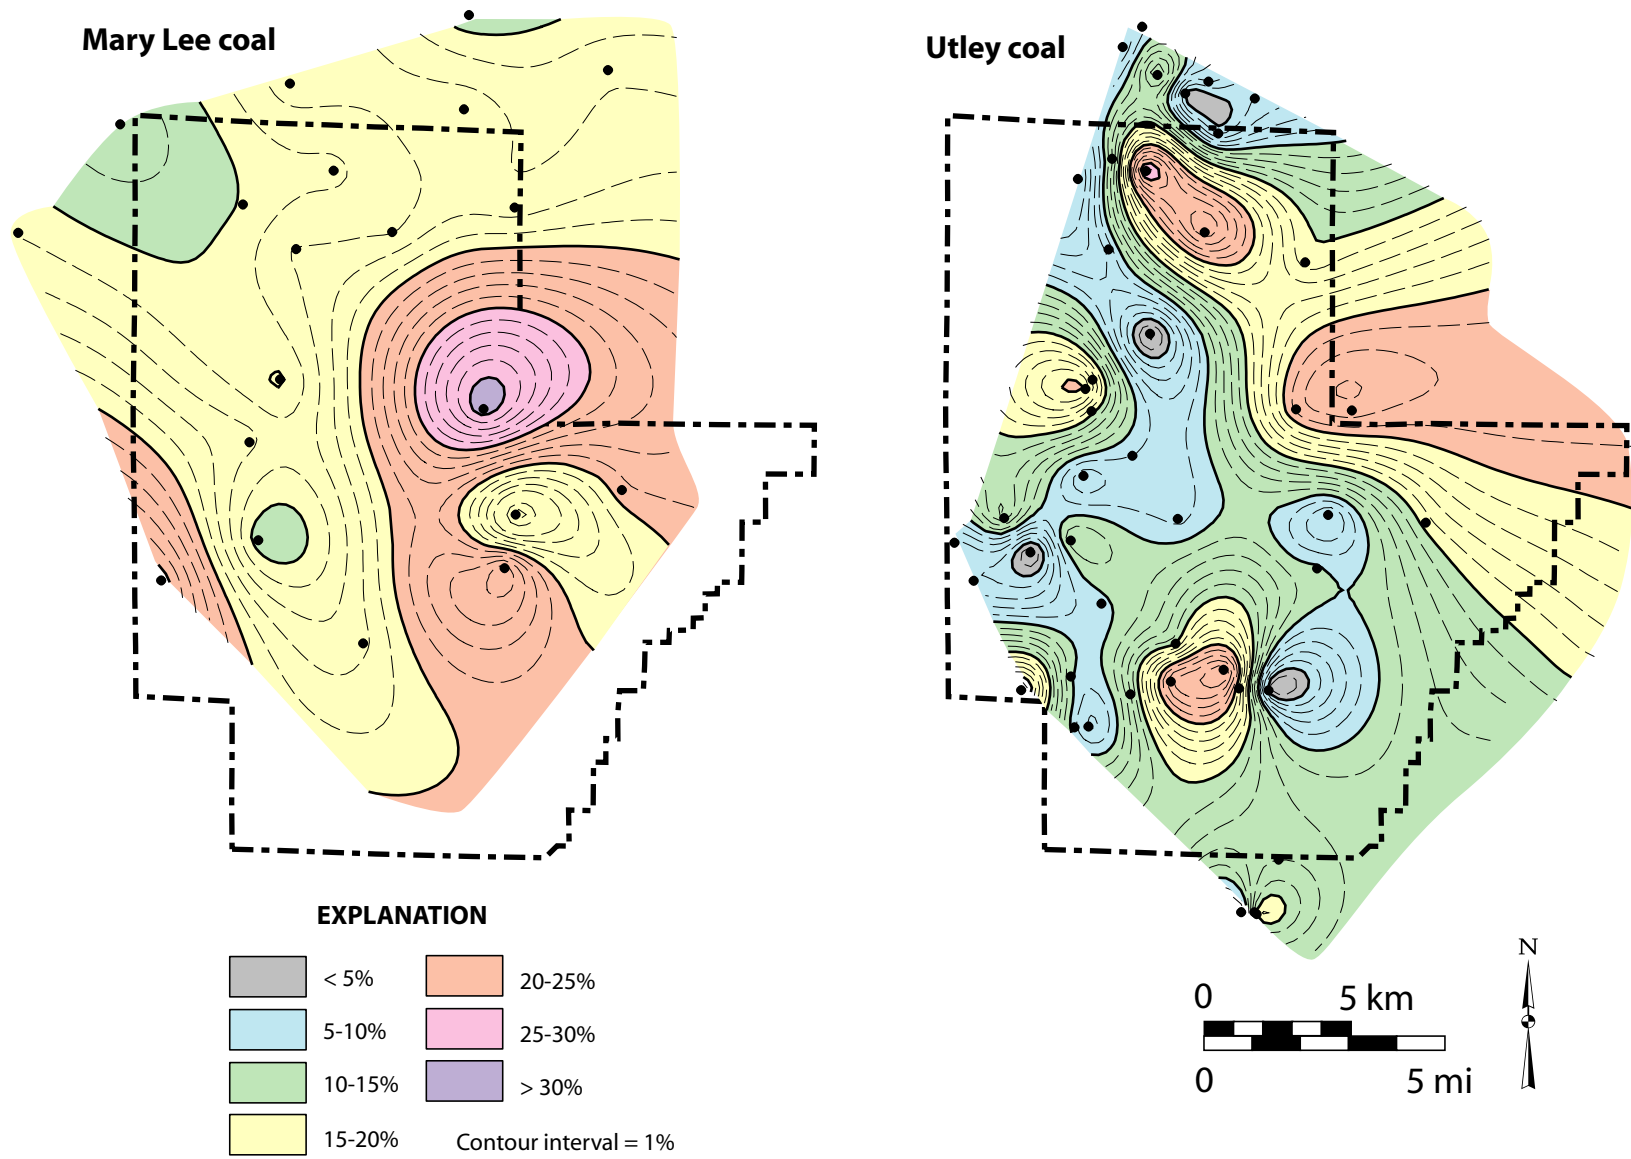 Mary Lee coal
Utley coal
EXPLANATION
< 5%
5-10%
10-15%
15-20%
20-25%
25-30%
> 30%
Contour interval = 1%
0 5 km
0 5 mi
N